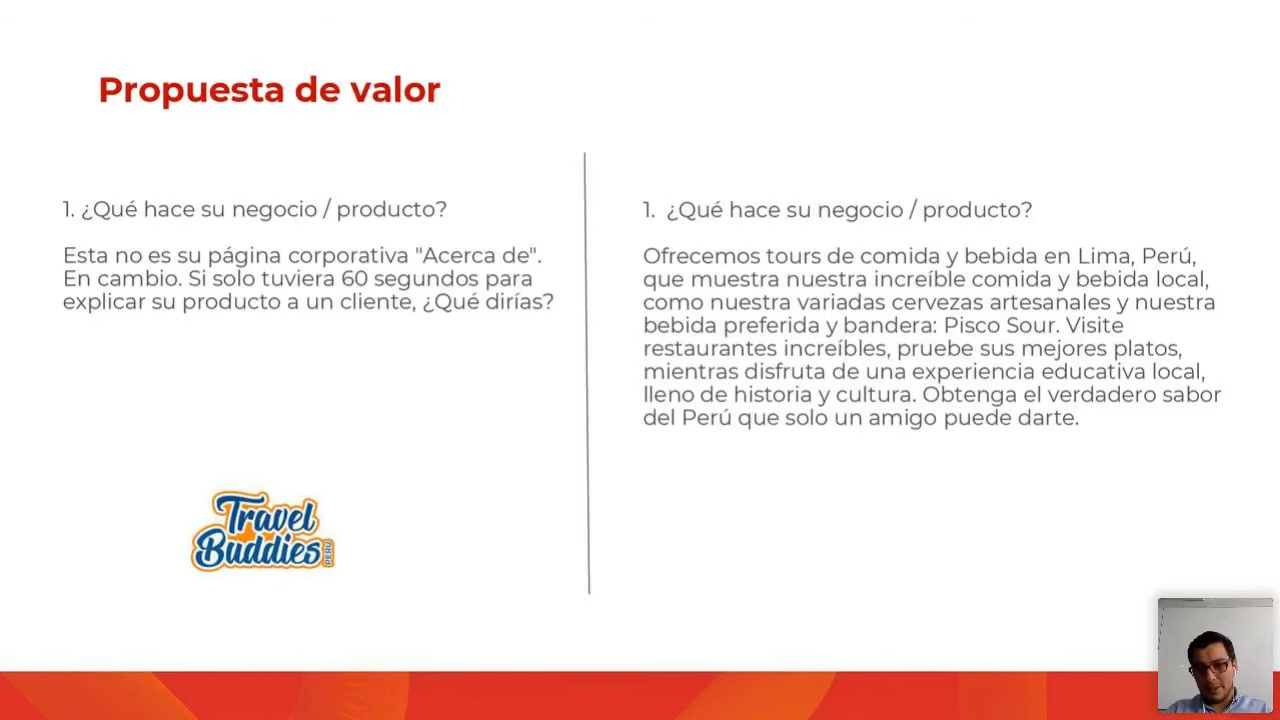 Propuesta de valor
1. ¿Qué hace su negocio / producto?
Esta no es su página corporativa "Acerca de".
En cambio. Si solo tuviera 60 segundos para
explicar su producto a un cliente, ¿Qué dirías?
Travel
Buddies
PERÚ
1. ¿Qué hace su negocio / producto?
Ofrecemos tours de comida y bebida en Lima, Perú,
que muestra nuestra increíble comida y bebida local,
como nuestra variadas cervezas artesanales y nuestra
bebida preferida y bandera: Pisco Sour. Visite
restaurantes increíbles, pruebe sus mejores platos,
mientras disfruta de una experiencia educativa local,
lleno de historia y cultura. Obtenga el verdadero sabor
del Perú que solo un amigo puede darte.